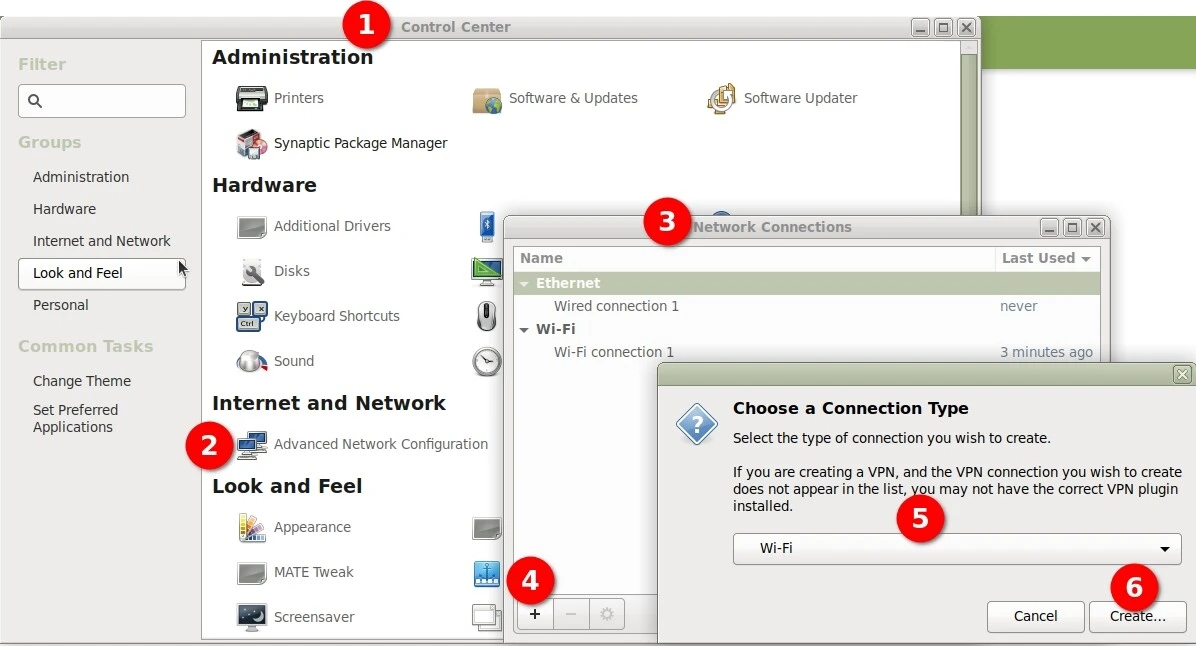 1
Control Center
Filter
Groups
Administration
Hardware
Internet and Network
Look and Feel
Personal
Common Tasks
Change Theme
Set Preferred
Applications
Administration
Printers
Software & Updates
Software Updater
Synaptic Package Manager
Hardware
Additional Drivers
Disks
Y X
Ctrl
Keyboard Shortcuts
Sound
Internet and Network
2
Advanced Network Configuration
Look and Feel
Appearance
MATE Tweak
Screensaver
3
Network Connections
Name
Last Used
Ethernet
Wired connection 1
never
Wi-Fi
Wi-Fi connection 1
3 minutes ago
4
+
−
?
Choose a Connection Type
Select the type of connection you wish to create.
If you are creating a VPN, and the VPN connection you wish to create
does not appear in the list, you may not have the correct VPN plugin
installed.
5
Wi-Fi
6
Cancel
Create...